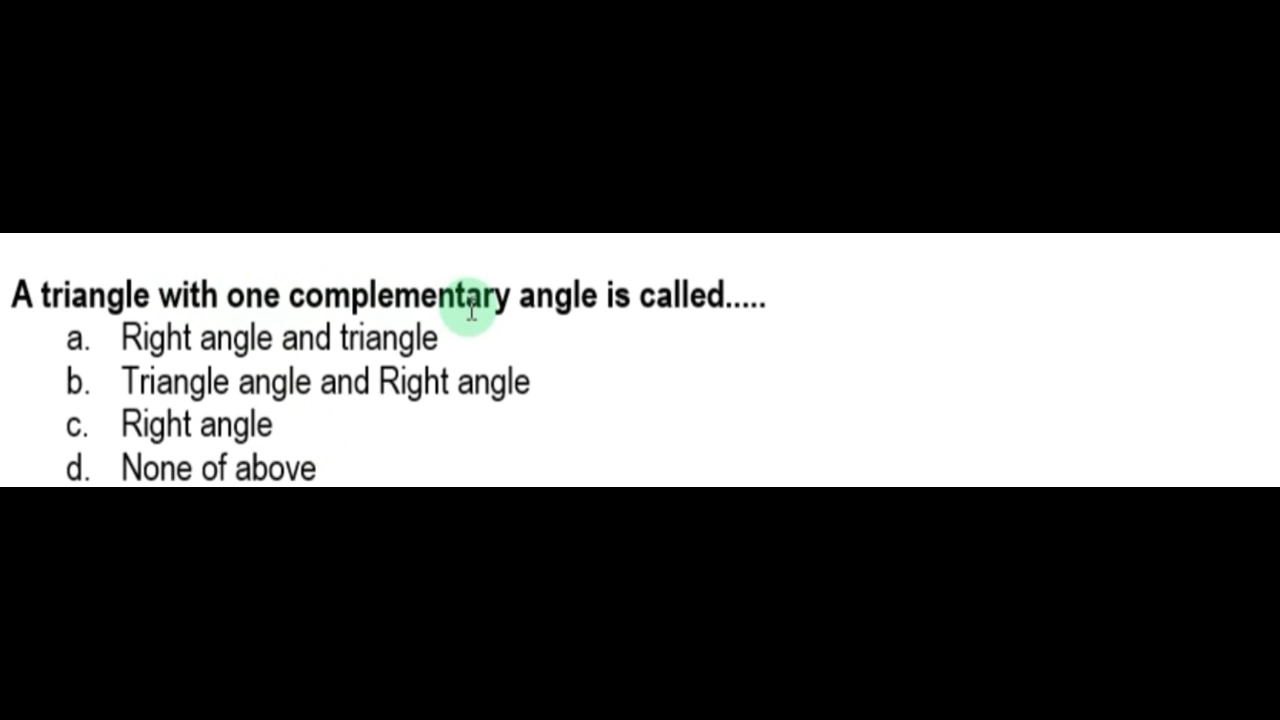 A triangle with one complementary angle is called.....
a. Right angle and triangle
b. Triangle angle and Right angle
c. Right angle
d. None of above